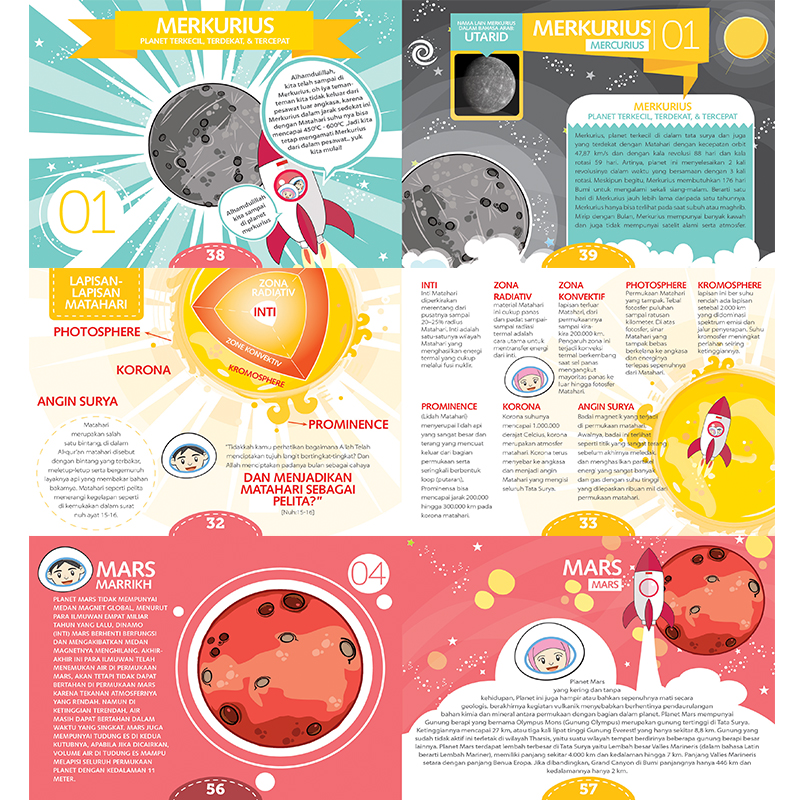 MERKURIUS
PLANET TERKECIL, TERDEKAT, & TERCEPAT
Alhamdulillah,
kita telah sampai di
Merkurius, oh iya teman-
teman kita tidak keluar dari
pesawat luar angkasa, karena
Merkurius dalam jarak sedekat ini
dengan Matahari suhu nya bisa
mencapai 450°C - 600°C. Jadi kita
tetap mengamati Merkurius
dari dalam pesawat, yuk
kita mulai!
Alhamdulillah
kita sampai
di planet
merkurius
01
38
NAMA LAIN MERKURIUS
DALAM BAHASA ARAB
UTARID
MERKURIUS
MERCURIUS
01
MERKURIUS
PLANET TERKECIL, TERDEKAT, & TERCEPAT
Merkurius, planet terkecil di dalam tata surya dan juga
yang terdekat dengan Matahari dengan kecepatan orbit
47,87 km/s dan dengan kala revolusi 88 hari dan kala
rotasi 59 hari. Artinya, planet ini menyelesaikan 2 kali
revolusinya dalam waktu yang bersamaan dengan 3 kali
rotasi. Meskipun begitu, Merkurius membutuhkan 176 hari
Bumi untuk mengalami sekali siang-malam. Berarti satu
hari di Merkurius jauh lebih lama daripada satu tahunnya.
Merkurius hanya bisa terlihat pada saat subuh atau maghrib.
Mirip dengan Bulan, Merkurius mempunyai banyak kawah
dan juga tidak mempunyai satelit alami serta atmosfer.
39
LAPISAN-
LAPISAN
MATAHARI
ZONA
RADIATIV
INTI
ZONE KONVEKTIV
KROMOSPHERE
PHOTOSPHERE
KORONA
ANGIN SURYA
PROMINENCE
Matahari
merupakan salah
satu bintang, di dalam
Al-qur'an matahari disebut
dengan bintang yang terbakar,
meletup-letup serta bergemuruh
layaknya api yang membakar bahan
bakarnya. Matahari seperti pelita
menerangi kegelapan seperti
di kemukakan dalam surat
nuh ayat 15-16.
"Tidakkah kamu perhatikan bagaimana Allah Telah
menciptakan tujuh langit bertingkat-tingkat? Dan
Allah menciptakan padanya bulan sebagai cahaya
DAN MENJADIKAN
MATAHARI SEBAGAI
PELITA?"
[Nuh:15-16]
32
INTI
Inti Matahari
diperkirakan
merentang dari
pusatnya sampai
20–25% radius
Matahari. Inti adalah
satu-satunya wilayah
Matahari yang
menghasilkan energi
termal yang cukup
melalui fusi nuklir.
ZONA
RADIATIV
material Matahari
ini cukup panas
dan padat sampai-
sampai radiasi
termal adalah
cara utama untuk
mentransfer energi
dari inti.
ZONA
KONVEKTIF
lapisan terluar
Matahari, dari
permukaannya
sampai kira-
kira 200.000 km.
Pengaruh zona ini
terjadi konveksi
termal berkembang
saat sel panas
mengangkut
mayoritas panas ke
luar hingga fotosfer
Matahari.
PHOTOSPHERE
Permukaan Matahari
yang tampak. Tebal
fotosfer puluhan
sampai ratusan
kilometer. Di atas
fotosfer, sinar
Matahari yang
tampak bebas
berkelana ke angkasa
dan energinya
terlepas sepenuhnya
dari Matahari.
KROMOSPHERE
lapisan in ber suhu
rendah ada lapisan
setebal 2.000 km
yang didominasi
spektrum emisi dan
jalur penyerapan. Suhu
kromosfer meningkat
perlahan seiring
ketinggiannya.
PROMINENCE
(Lidah Matahari)
menyerupai lidah api
yang sangat besar dan
terang yang mencuat
keluar dari bagian
permukaan serta
seringkali berbentuk
loop (putaran).
Prominensa bisa
mencapai jarak 200.000
hingga 300.000 km pada
korona matahari.
KORONA
Korona suhunya
mencapai 1.000.000
derajat Celcius, korona
merupakan atmosfer
matahari. Korona terus
menyebar ke angkasa
dan menjadi angin
Matahari yang mengisi
seluruh Tata Surya.
ANGIN SURYA
Badai magnetik yang terjadi
di permukaan matahari.
Awalnya, badai ini terlihat
seperti titik yang sangat terang
sebelum akhirnya meledak,
dan menghasilkan partikel
energi yang sangat banyak
dan gas dengan suhu tinggi
yang dilepaskan ribuan mil dari
permukaan matahari.
33
MARS
MARRIKH
04
PLANET MARS TIDAK MEMPUNYAI
MEDAN MAGNET GLOBAL, MENURUT
PARA ILMUWAN EMPAT MILIAR
TAHUN YANG LALU, DINAMO
(INTI) MARS BERHENTI BERFUNGSI
DAN MENGAKIBATKAN MEDAN
MAGNETNYA MENGHILANG. AKHIR-
AKHIR INI PARA ILMUWAN TELAH
MENEMUKAN AIR DI PERMUKAAN
MARS, AKAN TETAPI TIDAK DAPAT
BERTAHAN DI PERMUKAAN MARS
KARENA TEKANAN ATMOSFERNYA
YANG RENDAH. NAMUN DI
KETINGGIAN TERENDAH, AIR
MASIH DAPAT BERTAHAN DALAM
WAKTU YANG SINGKAT. MARS JUGA
MEMPUNYAI TUDUNG ES DI KEDUA
KUTUBNYA, APABILA JIKA DICAIRKAN,
VOLUME AIR DI TUDUNG ES MAMPU
MELAPISI SELURUH PERMUKAAN
PLANET DENGAN KEDALAMAN 11
METER.
56
MARS
MARS
Planet Mars
yang kering dan tanpa
kehidupan, Planet ini juga hampir atau bahkan sepenuhnya mati secara
geologis, berakhirnya kegiatan vulkanik menyebabkan berhentinya pendaurulangan
bahan kimia dan mineral antara permukaan dengan bagian dalam planet. Planet Mars mempunyai
Gunung berapi yang bernama Olympus Mons (Gunung Olympus) merupakan gunung tertinggi di Tata Surya.
Ketinggiannya mencapai 27 km, atau tiga kali lipat tinggi Gunung Everest! yang hanya sekitar 8,8 km. Gunung yang
sudah tidak aktif ini terletak di wilayah Tharsis, yaitu suatu wilayah tempat berdirinya beberapa gunung berapi besar
lainnya. Planet Mars terdapat lembah terbesar di Tata Surya yaitu Lembah besar Valles Marineris (dalam bahasa Latin
berarti Lembah Mariner), memiliki panjang sekitar 4.000 km dan kedalaman hingga 7 km. Panjang Valles Marineris
setara dengan panjang Benua Eropa. Jika dibandingkan, Grand Canyon di Bumi panjangnya hanya 446 km dan
kedalamannya hanya 2 km.
57